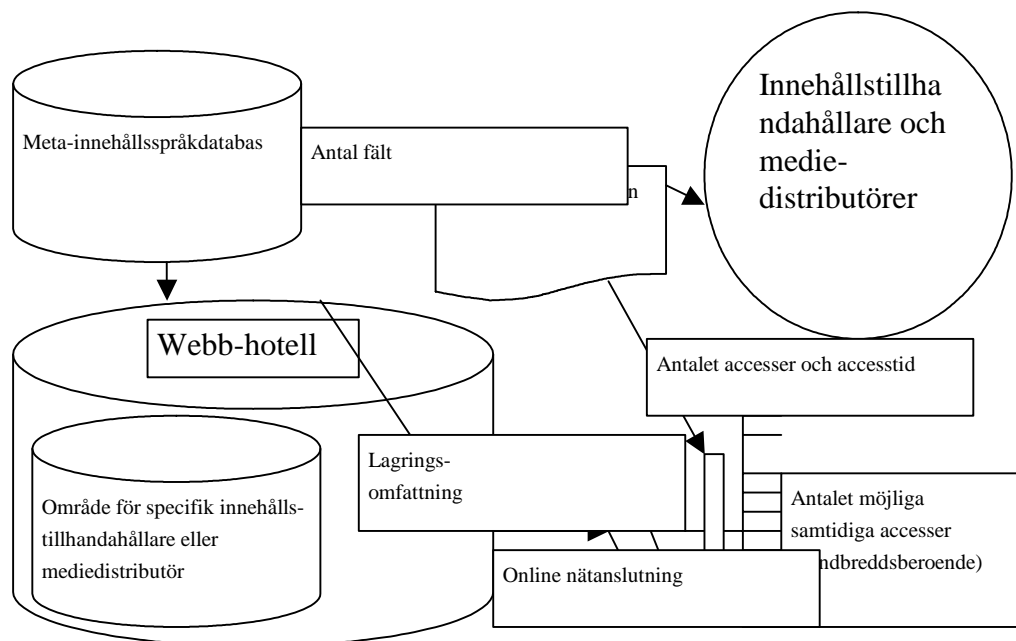 Meta-innehållsspråkdatabas
Antal fält
n
Innehållstillha
ndahållare och
medie-
distributörer
Webb-hotell
Antalet accesser och accesstid
Lagrings-
omfattning
Område för specifik innehålls-
tillhandahållare eller
mediedistributör
Antalet möjliga
samtidiga accesser
ndbreddsberoende)
Online nätanslutning